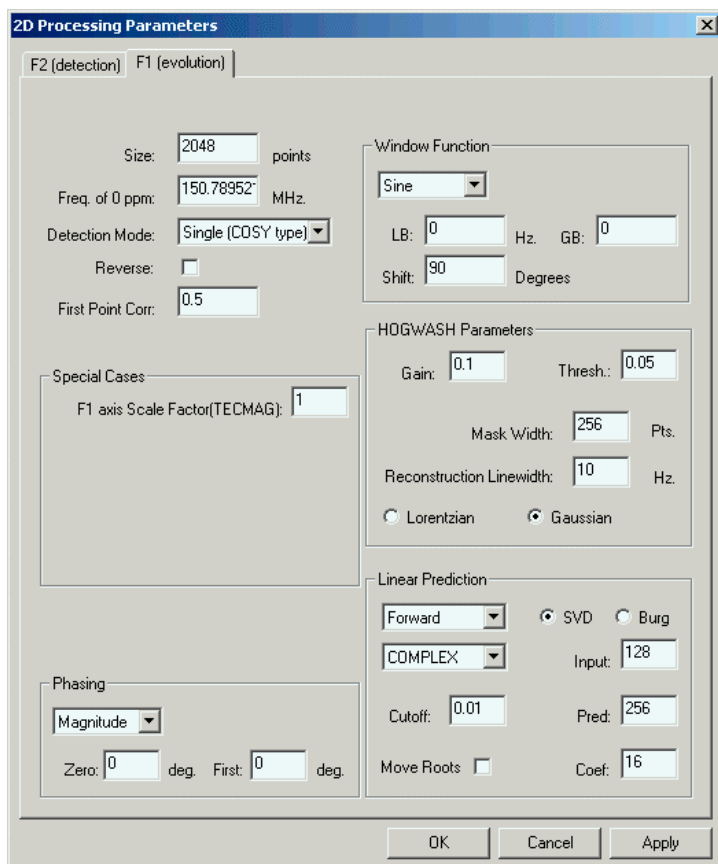 2D Processing Parameters
F2 (detection) F1 (evolution)
Size: 2048 points
Freq. of 0 ppm: 150.78952 MHz.
Detection Mode: Single (COSY type)
Reverse:
First Point Corr: 0.5
Window Function
Sine
LB: 0 Hz. GB: 0
Shift: 90 Degrees
HOGWASH Parameters
Gain: 0.1 Thresh.: 0.05
Mask Width: 256 Pts.
Reconstruction Linewidth: 10 Hz.
Lorentzian Gaussian
Special Cases
F1 axis Scale Factor(TECMAG): 1
Linear Prediction
Forward SVD Burg
COMPLEX Input: 128
Cutoff: 0.01 Pred: 256
Move Roots Coef: 16
Phasing
Magnitude
Zero: 0 deg. First: 0 deg.
OK Cancel Apply